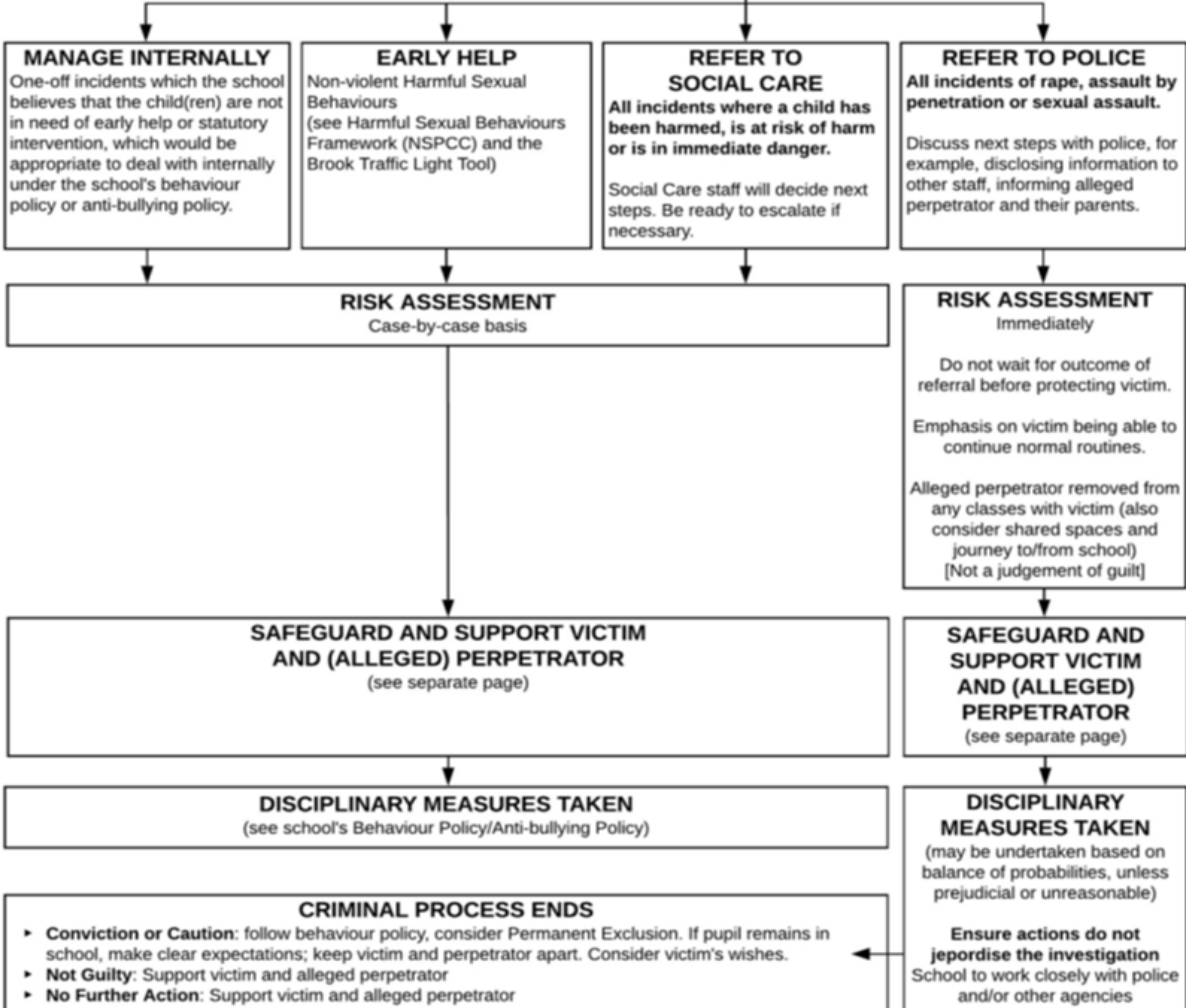 MANAGE INTERNALLY
One-off incidents which the school
believes that the child(ren) are not
in need of early help or statutory
intervention, which would be
appropriate to deal with internally
under the school's behaviour
policy or anti-bullying policy.
EARLY HELP
Non-violent Harmful Sexual
Behaviours
(see Harmful Sexual Behaviours
Framework (NSPCC) and the
Brook Traffic Light Tool)
REFER TO
SOCIAL CARE
All incidents where a child has
been harmed, is at risk of harm
or is in immediate danger.
Social Care staff will decide next
steps. Be ready to escalate if
necessary.
REFER TO POLICE
All incidents of rape, assault by
penetration or sexual assault.
Discuss next steps with police, for
example, disclosing information to
other staff, informing alleged
perpetrator and their parents.
RISK ASSESSMENT
Case-by-case basis
RISK ASSESSMENT
Immediately
Do not wait for outcome of
referral before protecting victim.
Emphasis on victim being able to
continue normal routines.
Alleged perpetrator removed from
any classes with victim (also
consider shared spaces and
journey to/from school)
[Not a judgement of guilt]
SAFEGUARD AND SUPPORT VICTIM
AND (ALLEGED) PERPETRATOR
(see separate page)
SAFEGUARD AND
SUPPORT VICTIM
AND (ALLEGED)
PERPETRATOR
(see separate page)
DISCIPLINARY MEASURES TAKEN
(see school's Behaviour Policy/Anti-bullying Policy)
DISCIPLINARY
MEASURES TAKEN
(may be undertaken based on
balance of probabilities, unless
prejudicial or unreasonable)
Ensure actions do not
jepordise the investigation
School to work closely with police
and/or other agencies
CRIMINAL PROCESS ENDS
‣ Conviction or Caution: follow behaviour policy, consider Permanent Exclusion. If pupil remains in
school, make clear expectations; keep victim and perpetrator apart. Consider victim's wishes.
‣ Not Guilty: Support victim and alleged perpetrator
‣ No Further Action: Support victim and alleged perpetrator